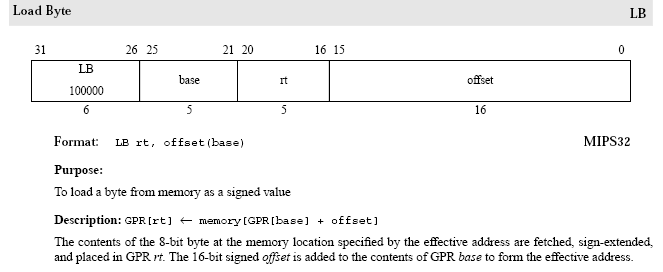 Load Byte LB
31 26 25 21 20 16 15 0
LB
100000
base rt offset
6 5 5 16
Format: LB rt, offset(base) MIPS32
Purpose:
To load a byte from memory as a signed value
Description: GPR[rt] ← memory[GPR[base] + offset]
The contents of the 8-bit byte at the memory location specified by the effective address are fetched, sign-extended,
and placed in GPR rt. The 16-bit signed offset is added to the contents of GPR base to form the effective address.